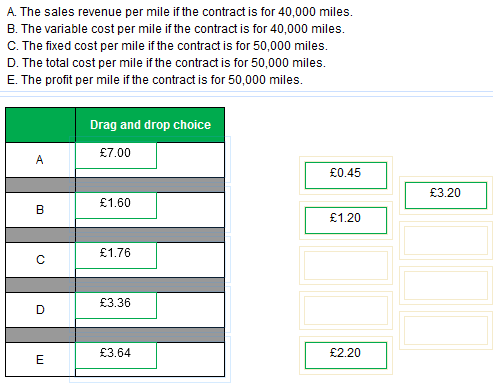 A. The sales revenue per mile if the contract is for 40,000 miles.
B. The variable cost per mile if the contract is for 40,000 miles.
C. The fixed cost per mile if the contract is for 50,000 miles.
D. The total cost per mile if the contract is for 50,000 miles.
E. The profit per mile if the contract is for 50,000 miles.
Drag and drop choice
A £7.00
B £1.60
C £1.76
D £3.36
E £3.64
£0.45
£3.20
£1.20
£2.20